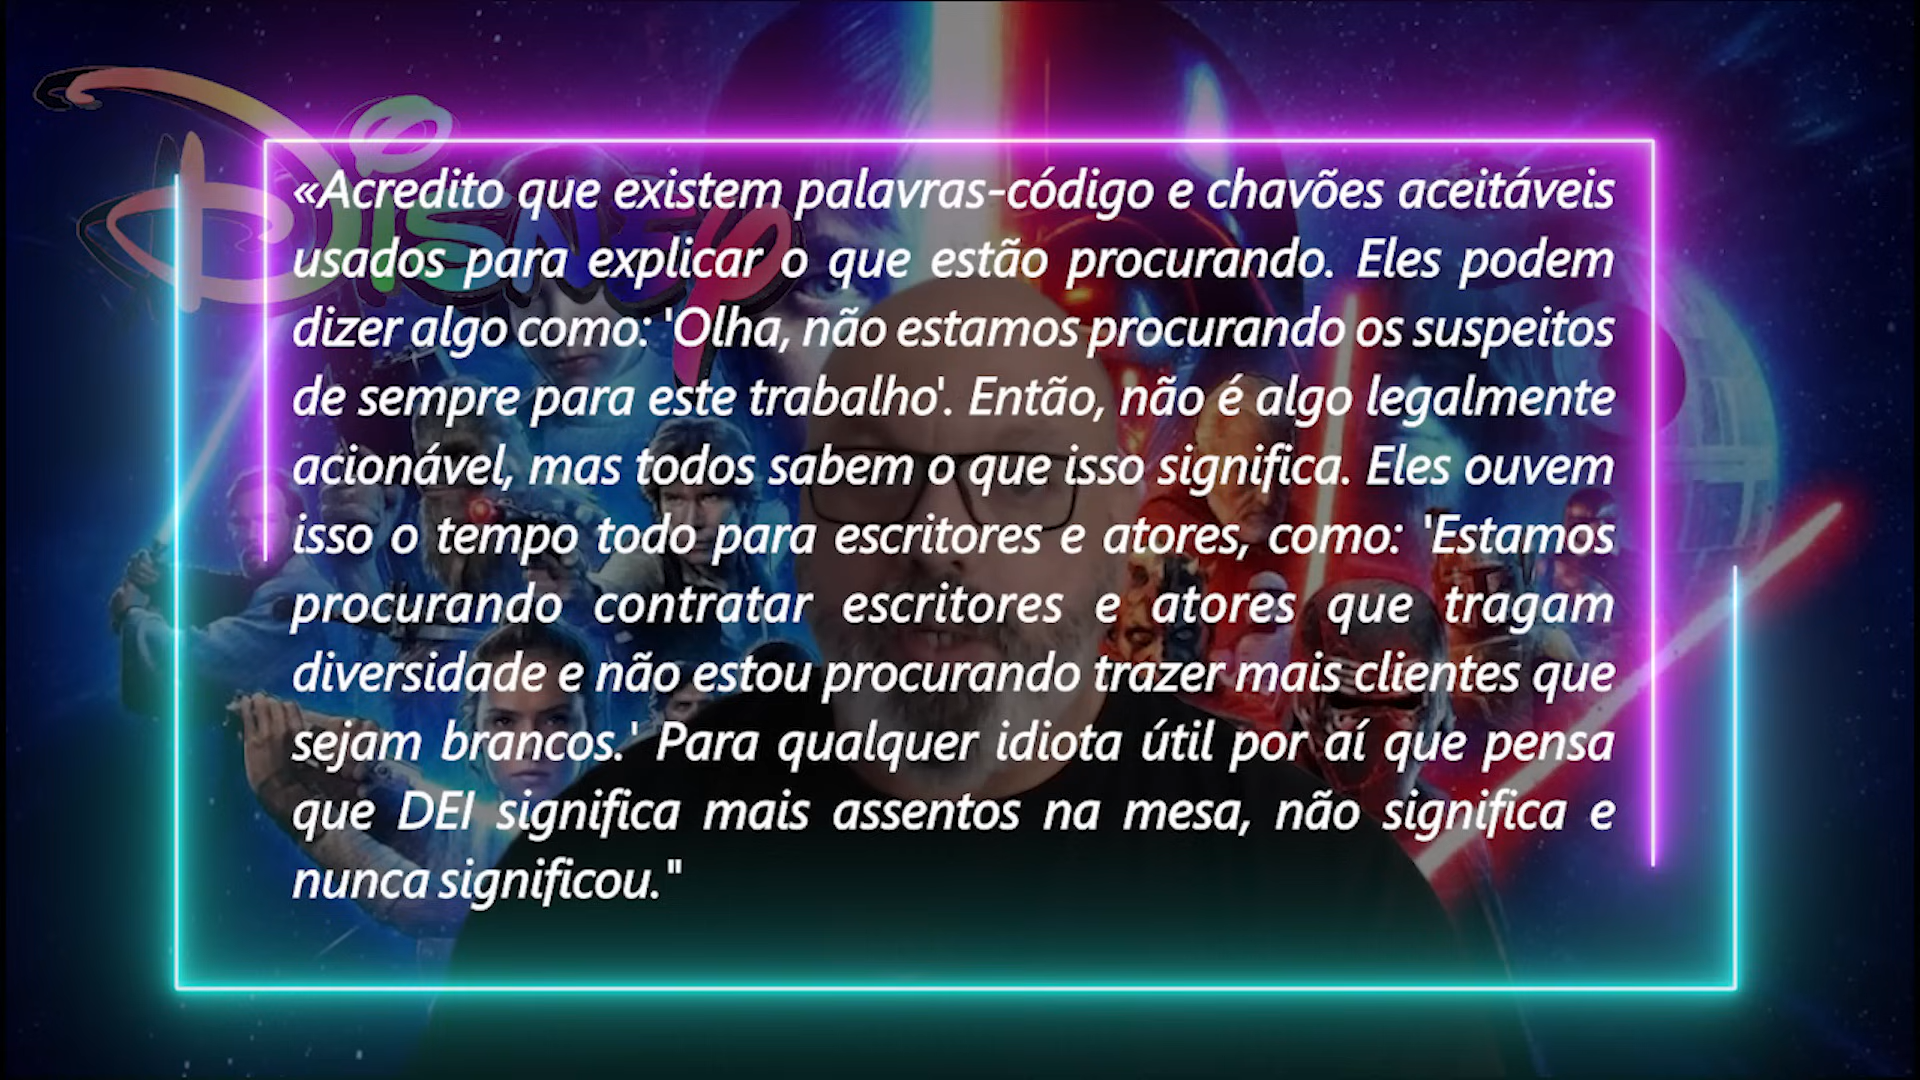 Disney
«Acredito que existem palavras-código e chavões aceitáveis
usados para explicar o que estão procurando. Eles podem
dizer algo como: 'Olha, não estamos procurando os suspeitos
de sempre para este trabalho'. Então, não é algo legalmente
acionável, mas todos sabem o que isso significa. Eles ouvem
isso o tempo todo para escritores e atores, como: 'Estamos
procurando contratar escritores e atores que tragam
diversidade e não estou procurando trazer mais clientes que
sejam brancos.' Para qualquer idiota útil por aí que pensa
que DEI significa mais assentos na mesa, não significa e
nunca significou."